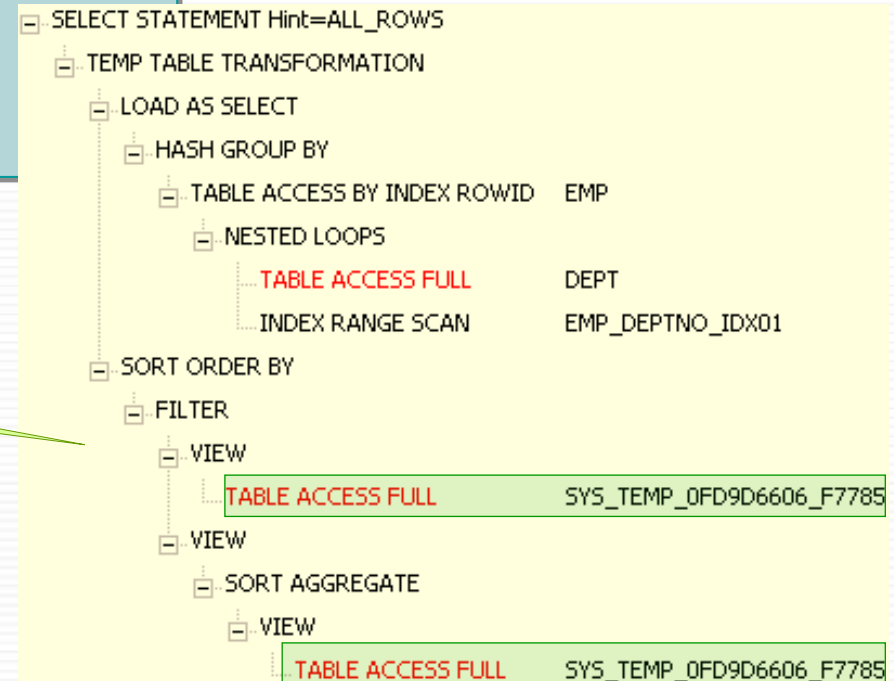 SELECT STATEMENT Hint=ALL_ROWS
TEMP TABLE TRANSFORMATION
LOAD AS SELECT
HASH GROUP BY
TABLE ACCESS BY INDEX ROWID EMP
NESTED LOOPS
TABLE ACCESS FULL DEPT
INDEX RANGE SCAN EMP_DEPTNO_IDX01
SORT ORDER BY
FILTER
VIEW
TABLE ACCESS FULL SYS_TEMP_0FD9D6606_F7785
VIEW
SORT AGGREGATE
VIEW
TABLE ACCESS FULL SYS_TEMP_0FD9D6606_F7785